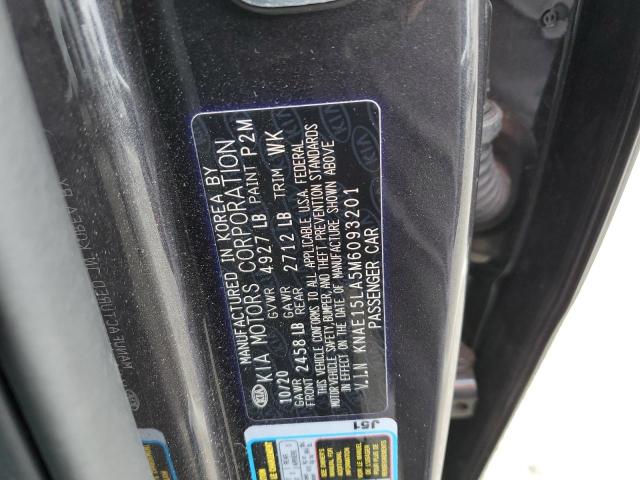 MANUFACTURED IN KOREA BY
KIA KIA MOTORS CORPORATION
10/20 GVWR 4927 LB PAINT P2M
GAWR FRONT 2458 LB GAWR REAR 2712 LB TRIM WK
THIS VEHICLE CONFORMS TO ALL APPLICABLE U.S.A. FEDERAL
MOTOR VEHICLE SAFETY, BUMPER, AND THEFT PREVENTION STANDARDS
IN EFFECT ON THE DATE OF MANUFACTURE SHOWN ABOVE
V.I.N KNAE15LA5M6093201
PASSENGER CAR
J51